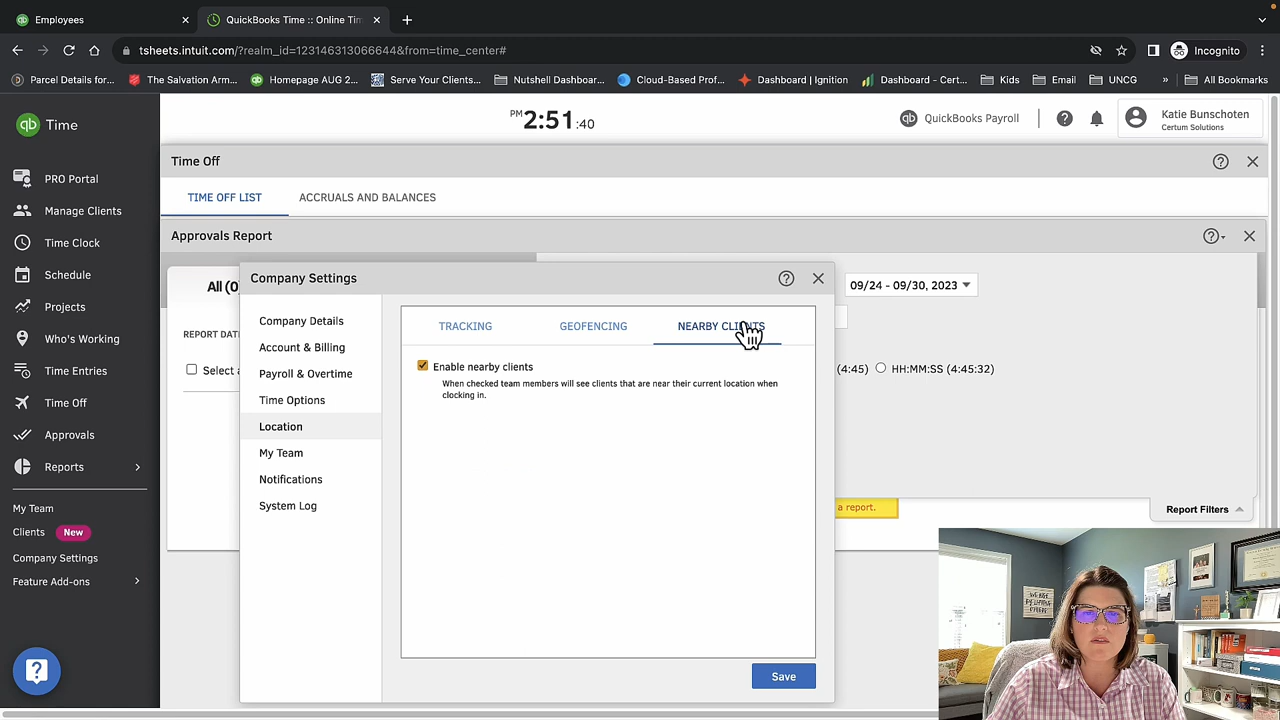 Employees
QuickBooks Time :: Online Tim
tsheets.intuit.com/?realm_id=123146313066644&from=time_center#
Incognito
Parcel Details for...
The Salvation Arm...
Homepage AUG 2...
Serve Your Clients...
Nutshell Dashboar...
Cloud-Based Prof...
Dashboard | Ignition
Dashboard - Cert...
Kids
Email
UNCG
»
All Bookmarks
qb Time
PM 2:51:40
qb QuickBooks Payroll
Katie Bunschoten
Certum Solutions
PRO Portal
Manage Clients
Time Clock
Schedule
Projects
Who's Working
Time Entries
Time Off
Approvals
Reports
My Team
Clients New
Company Settings
Feature Add-ons
Time Off
TIME OFF LIST
ACCRUALS AND BALANCES
Approvals Report
All (0)
REPORT DAT
Select a
Company Settings
Company Details
Account & Billing
Payroll & Overtime
Time Options
Location
My Team
Notifications
System Log
TRACKING
GEOFENCING
NEARBY CLIENTS
Enable nearby clients
When checked team members will see clients that are near their current location when
clocking in.
Save
09/24 - 09/30, 2023
(4:45)
HH:MM:SS (4:45:32)
a report.
Report Filters